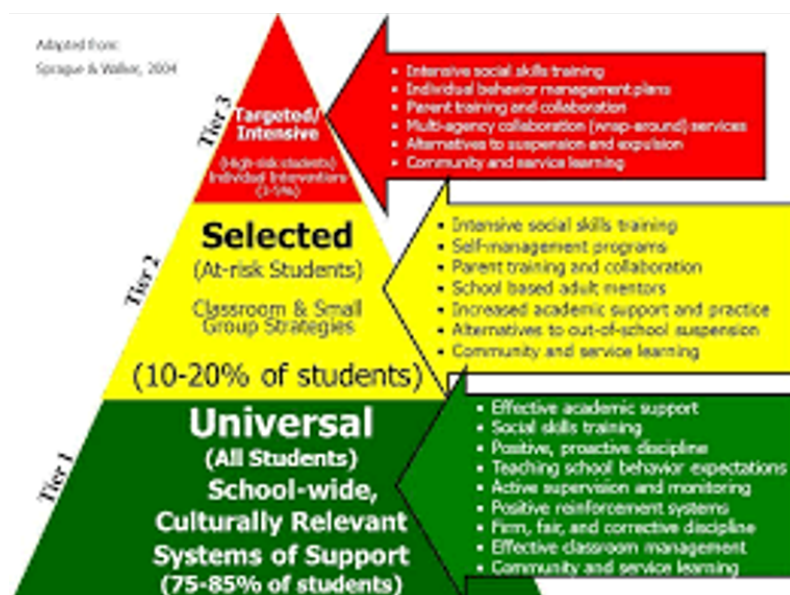 Adapted from:
Sprague & Walker, 2004
Tier 3
Targeted/
Intensive
(High-risk students)
Individual Interventions
(3-5%)
• Intensive social skills training
• Individual behavior management plans
• Parent training and collaboration
• Multi-agency collaboration (wrap-around) services
• Alternatives to suspension and expulsion
• Community and service learning
Tier 2
Selected
(At-risk Students)
Classroom & Small
Group Strategies
(10-20% of students)
• Intensive social skills training
• Self-management programs
• Parent training and collaboration
• School based adult mentors
• Increased academic support and practice
• Alternatives to out-of-school suspension
• Community and service learning
Tier 1
Universal
(All Students)
School-wide,
Culturally Relevant
Systems of Support
(75-85% of students)
• Effective academic support
• Social skills training
• Positive, proactive discipline
• Teaching school behavior expectations
• Active supervision and monitoring
• Positive reinforcement systems
• Firm, fair, and corrective discipline
• Effective classroom management
• Community and service learning